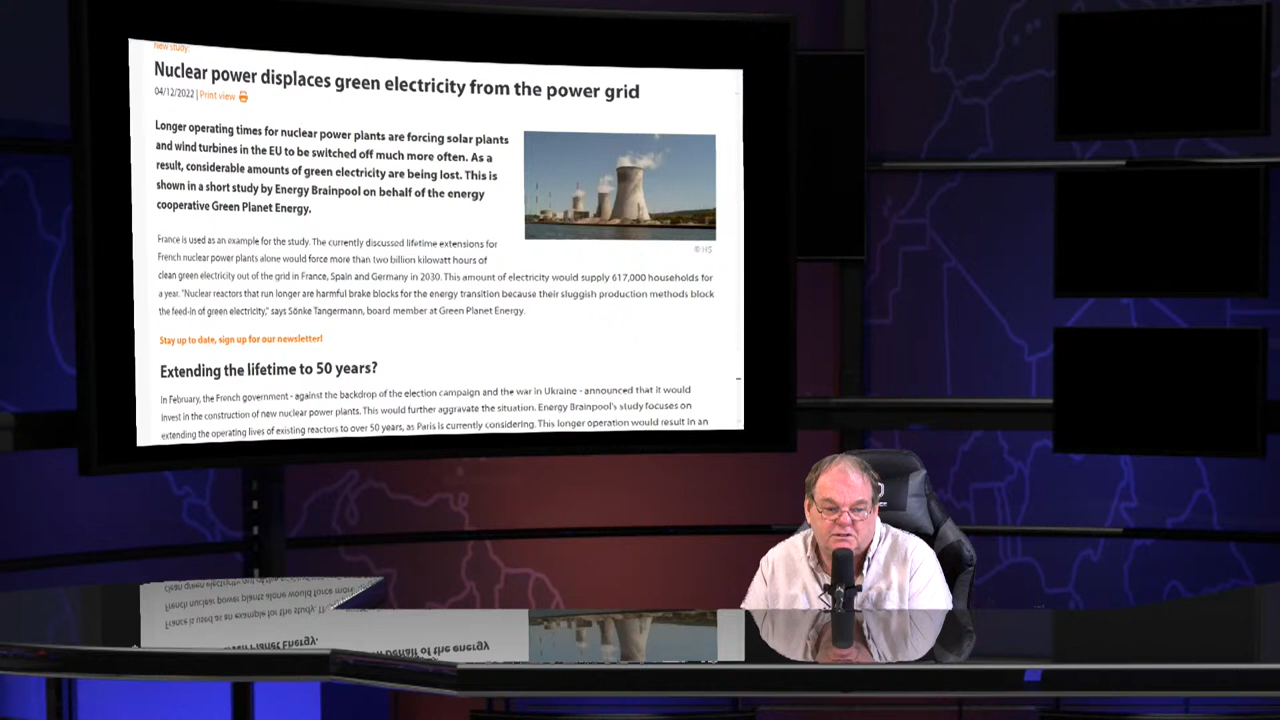 New study:
Nuclear power displaces green electricity from the power grid
04/12/2022 | Print view
Longer operating times for nuclear power plants are forcing solar plants
and wind turbines in the EU to be switched off much more often. As a
result, considerable amounts of green electricity are being lost. This is
shown in a short study by Energy Brainpool on behalf of the energy
cooperative Green Planet Energy.
© HS
France is used as an example for the study. The currently discussed lifetime extensions for
French nuclear power plants alone would force more than two billion kilowatt hours of
clean green electricity out of the grid in France, Spain and Germany in 2030. This amount of electricity would supply 617,000 households for
a year. "Nuclear reactors that run longer are harmful brake blocks for the energy transition because their sluggish production methods block
the feed-in of green electricity," says Sönke Tangermann, board member at Green Planet Energy.
Stay up to date, sign up for our newsletter!
Extending the lifetime to 50 years?
In February, the French government - against the backdrop of the election campaign and the war in Ukraine - announced that it would
invest in the construction of new nuclear power plants. This would further aggravate the situation. Energy Brainpool's study focuses on
extending the operating lives of existing reactors to over 50 years, as Paris is currently considering. This longer operation would result in an